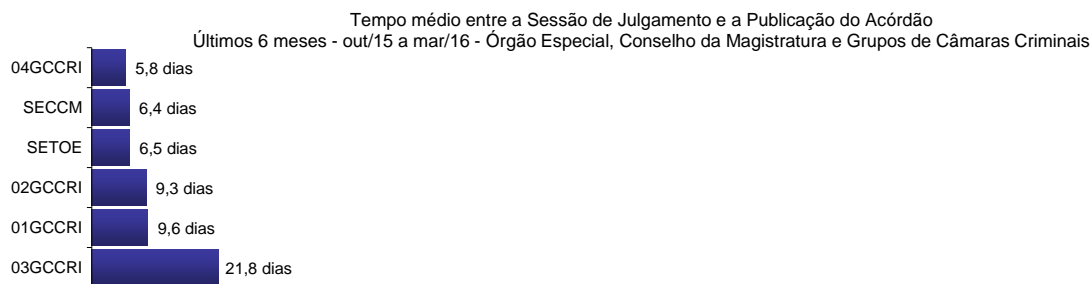 Tempo médio entre a Sessão de Julgamento e a Publicação do Acórdão
Últimos 6 meses - out/15 a mar/16 - Órgão Especial, Conselho da Magistratura e Grupos de Câmaras Criminais
04GCCRI 5,8 dias
SECCM 6,4 dias
SETOE 6,5 dias
02GCCRI 9,3 dias
01GCCRI 9,6 dias
03GCCRI 21,8 dias